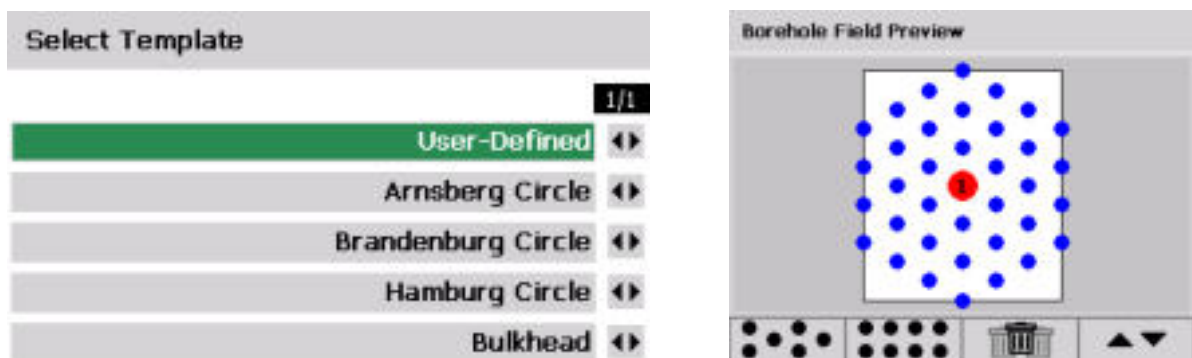 Select Template
1/1
User-Defined
Arnsberg Circle
Brandenburg Circle
Hamburg Circle
Bulkhead
Borehole Field Preview
1